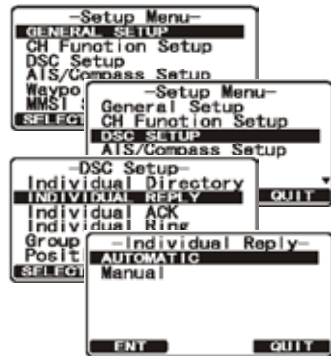 -Setup Menu-
GENERAL SETUP
CH Function Setup
DSC Setup
AIS/Compass Setup
Waypo
MMSI
SELECT
-Setup Menu-
General Setup
CH Function Setup
DSC SETUP
AIS/Compass Setup
QUIT
-DSC Setup-
Individual Directory
INDIVIDUAL REPLY
Individual ACK
Individual Ring
Group
Posit
SELECT
-Individual Reply-
AUTOMATIC
Manual
ENT QUIT